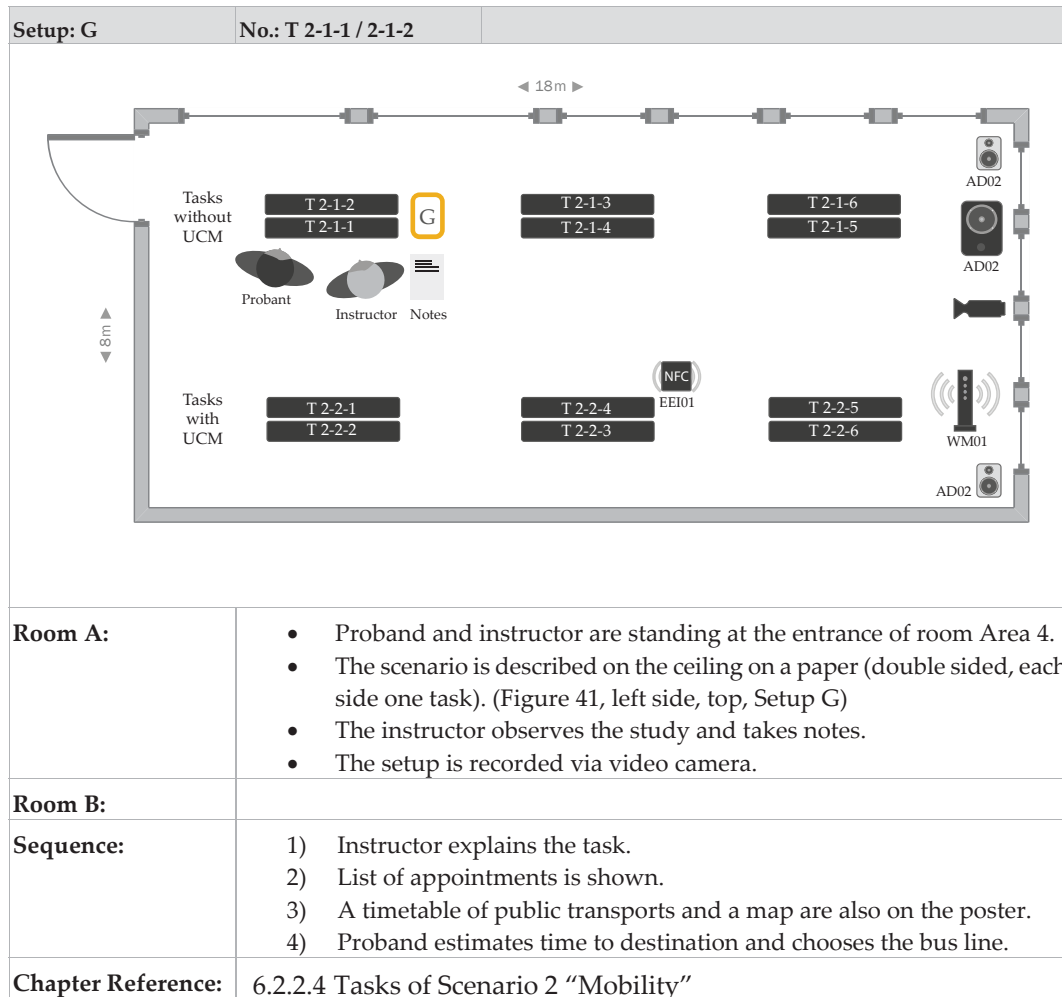 Setup: G No.: T 2-1-1 / 2-1-2
◄ 18m ►
AD02
Tasks
without
UCM
T 2-1-2
T 2-1-1
G
T 2-1-3
T 2-1-4
T 2-1-6
T 2-1-5
AD02
Probant
Instructor
Notes
◄ 8m ►
Tasks
with
UCM
T 2-2-1
T 2-2-2
T 2-2-4
T 2-2-3
NFC
EEI01
T 2-2-5
T 2-2-6
WM01
AD02
Room A:
• Proband and instructor are standing at the entrance of room Area 4.
• The scenario is described on the ceiling on a paper (double sided, each
side one task). (Figure 41, left side, top, Setup G)
• The instructor observes the study and takes notes.
• The setup is recorded via video camera.
Room B:
Sequence:
1) Instructor explains the task.
2) List of appointments is shown.
3) A timetable of public transports and a map are also on the poster.
4) Proband estimates time to destination and chooses the bus line.
Chapter Reference: 6.2.2.4 Tasks of Scenario 2 “Mobility”